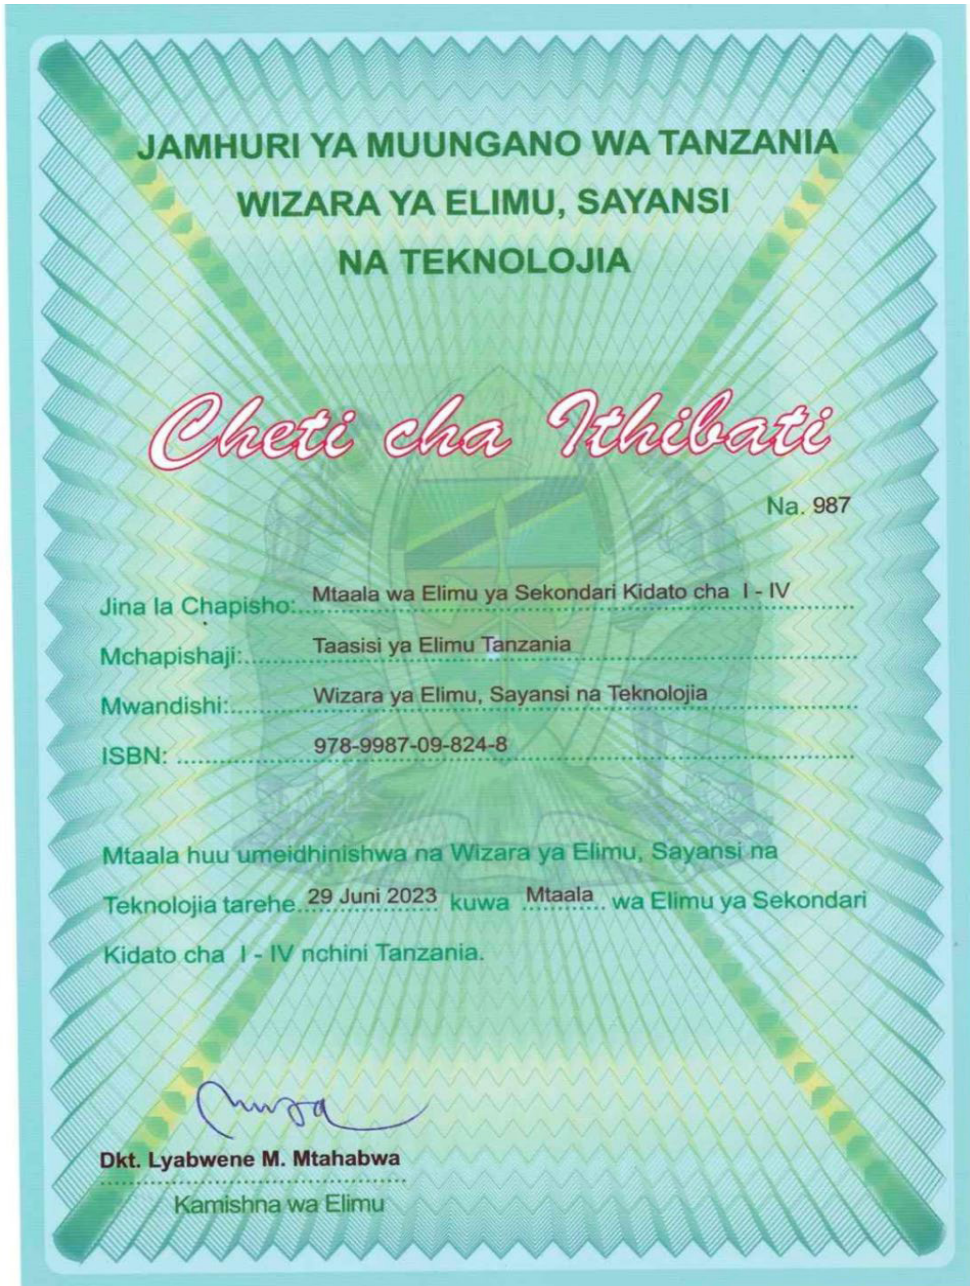 JAMHURI YA MUUNGANO WA TANZANIA
WIZARA YA ELIMU, SAYANSI
NA TEKNOLOJIA
Cheti cha Ithibati
Na. 987
Jina la Chapisho: Mtaala wa Elimu ya Sekondari Kidato cha I - IV
Mchapishaji: Taasisi ya Elimu Tanzania
Mwandishi: Wizara ya Elimu, Sayansi na Teknolojia
ISBN: 978-9987-09-824-8
Mtaala huu umeidhinishwa na Wizara ya Elimu, Sayansi na
Teknolojia tarehe 29 Juni 2023 kuwa Mtaala wa Elimu ya Sekondari
Kidato cha I - IV nchini Tanzania.
Dkt. Lyabwene M. Mtahabwa
Kamishna wa Elimu